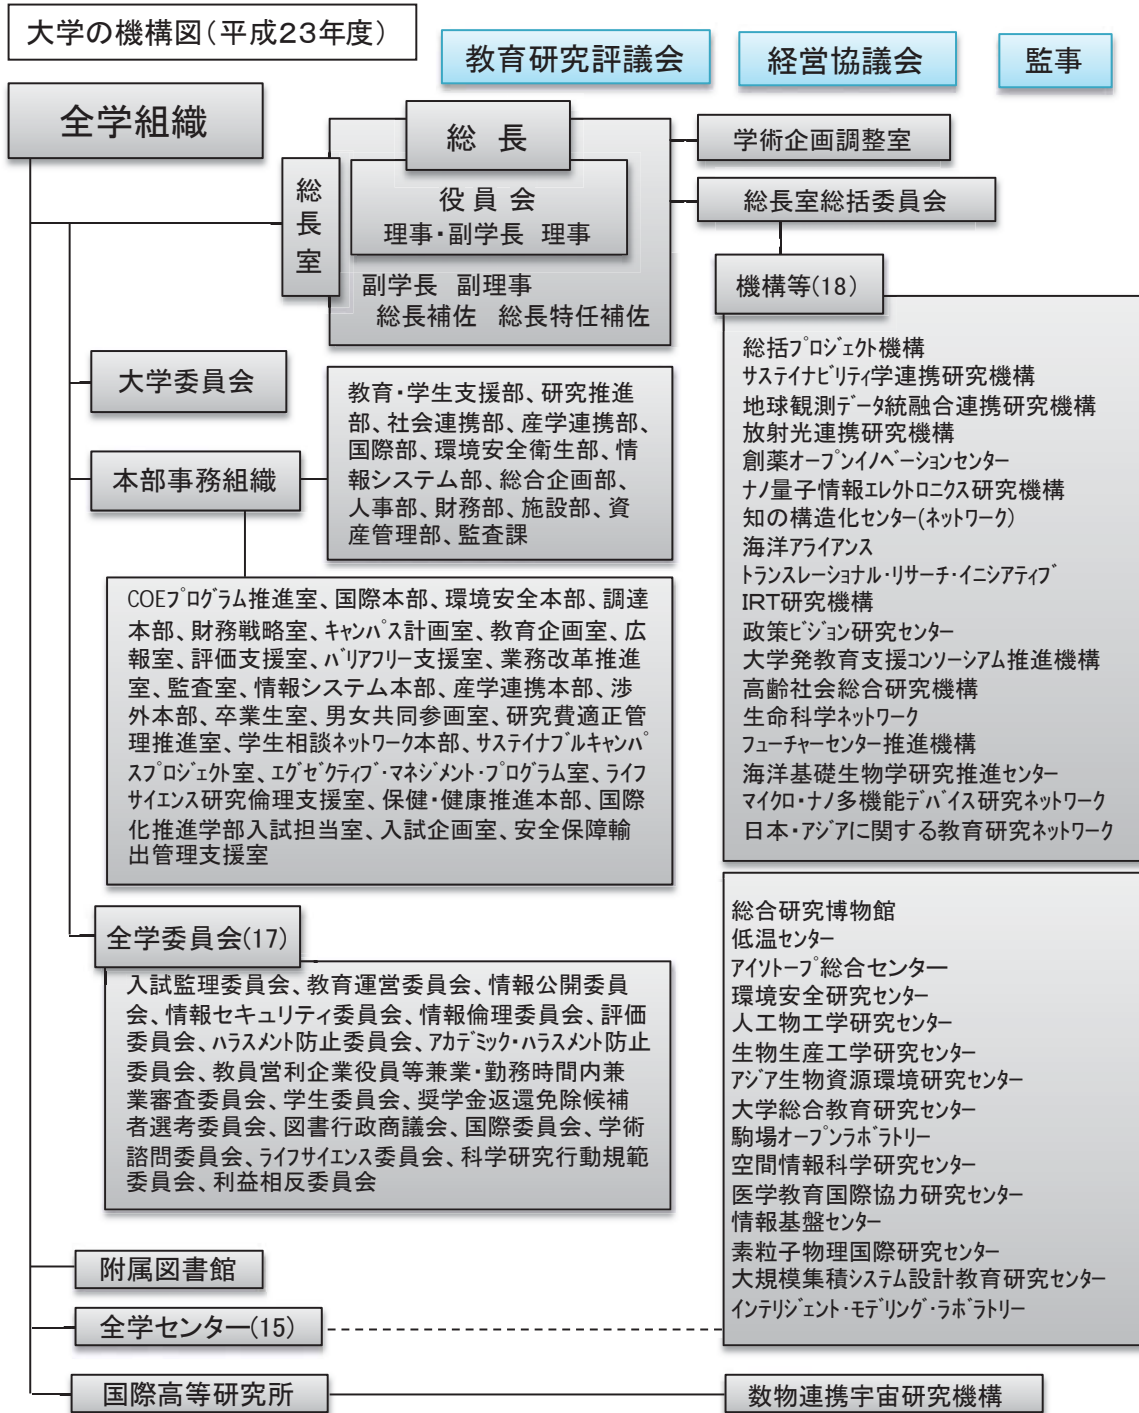 大学の機構図(平成23年度)
教育研究評議会
経営協議会
監事
全学組織
総長室
総 長
役員会
理事・副学長 理事
副学長 副理事
総長補佐 総長特任補佐
学術企画調整室
総長室総括委員会
機構等(18)
総括プロジェクト機構
サステイナビリティ学連携研究機構
地球観測データ統融合連携研究機構
放射光連携研究機構
創薬オープンイノベーションセンター
ナノ量子情報エレクトロニクス研究機構
知の構造化センター(ネットワーク)
海洋アライアンス
トランスレーショナル・リサーチ・イニシアティブ
IRT研究機構
政策ビジョン研究センター
大学発教育支援コンソーシアム推進機構
高齢社会総合研究機構
生命科学ネットワーク
フューチャーセンター推進機構
海洋基礎生物学研究推進センター
マイクロ・ナノ多機能デバイス研究ネットワーク
日本・アジアに関する教育研究ネットワーク
大学委員会
本部事務組織
教育・学生支援部、研究推進
部、社会連携部、産学連携部、
国際部、環境安全衛生部、情
報システム部、総合企画部、
人事部、財務部、施設部、資
産管理部、監査課
COEプログラム推進室、国際本部、環境安全本部、調達
本部、財務戦略室、キャンパス計画室、教育企画室、広
報室、評価支援室、バリアフリー支援室、業務改革推進
室、監査室、情報システム本部、産学連携本部、渉
外本部、卒業生室、男女共同参画室、研究費適正管
理推進室、学生相談ネットワーク本部、サステイナブルキャンパ
スプロジェクト室、エグゼクティブ・マネジメント・プログラム室、ライフ
サイエンス研究倫理支援室、保健・健康推進本部、国際
化推進学部入試担当室、入試企画室、安全保障輸
出管理支援室
全学委員会(17)
入試監理委員会、教育運営委員会、情報公開委員
会、情報セキュリティ委員会、情報倫理委員会、評価
委員会、ハラスメント防止委員会、アカデミック・ハラスメント防止
委員会、教員営利企業役員等兼業・勤務時間内兼
業審査委員会、学生委員会、奨学金返還免除候補
者選考委員会、図書行政商議会、国際委員会、学術
諮問委員会、ライフサイエンス委員会、科学研究行動規範
委員会、利益相反委員会
総合研究博物館
低温センター
アイソトープ総合センター
環境安全研究センター
人工物工学研究センター
生物生産工学研究センター
アジア生物資源環境研究センター
大学総合教育研究センター
駒場オープンラボラトリー
空間情報科学研究センター
医学教育国際協力研究センター
情報基盤センター
素粒子物理国際研究センター
大規模集積システム設計教育研究センター
インテリジェント・モデリング・ラボラトリー
附属図書館
全学センター(15)
国際高等研究所
数物連携宇宙研究機構